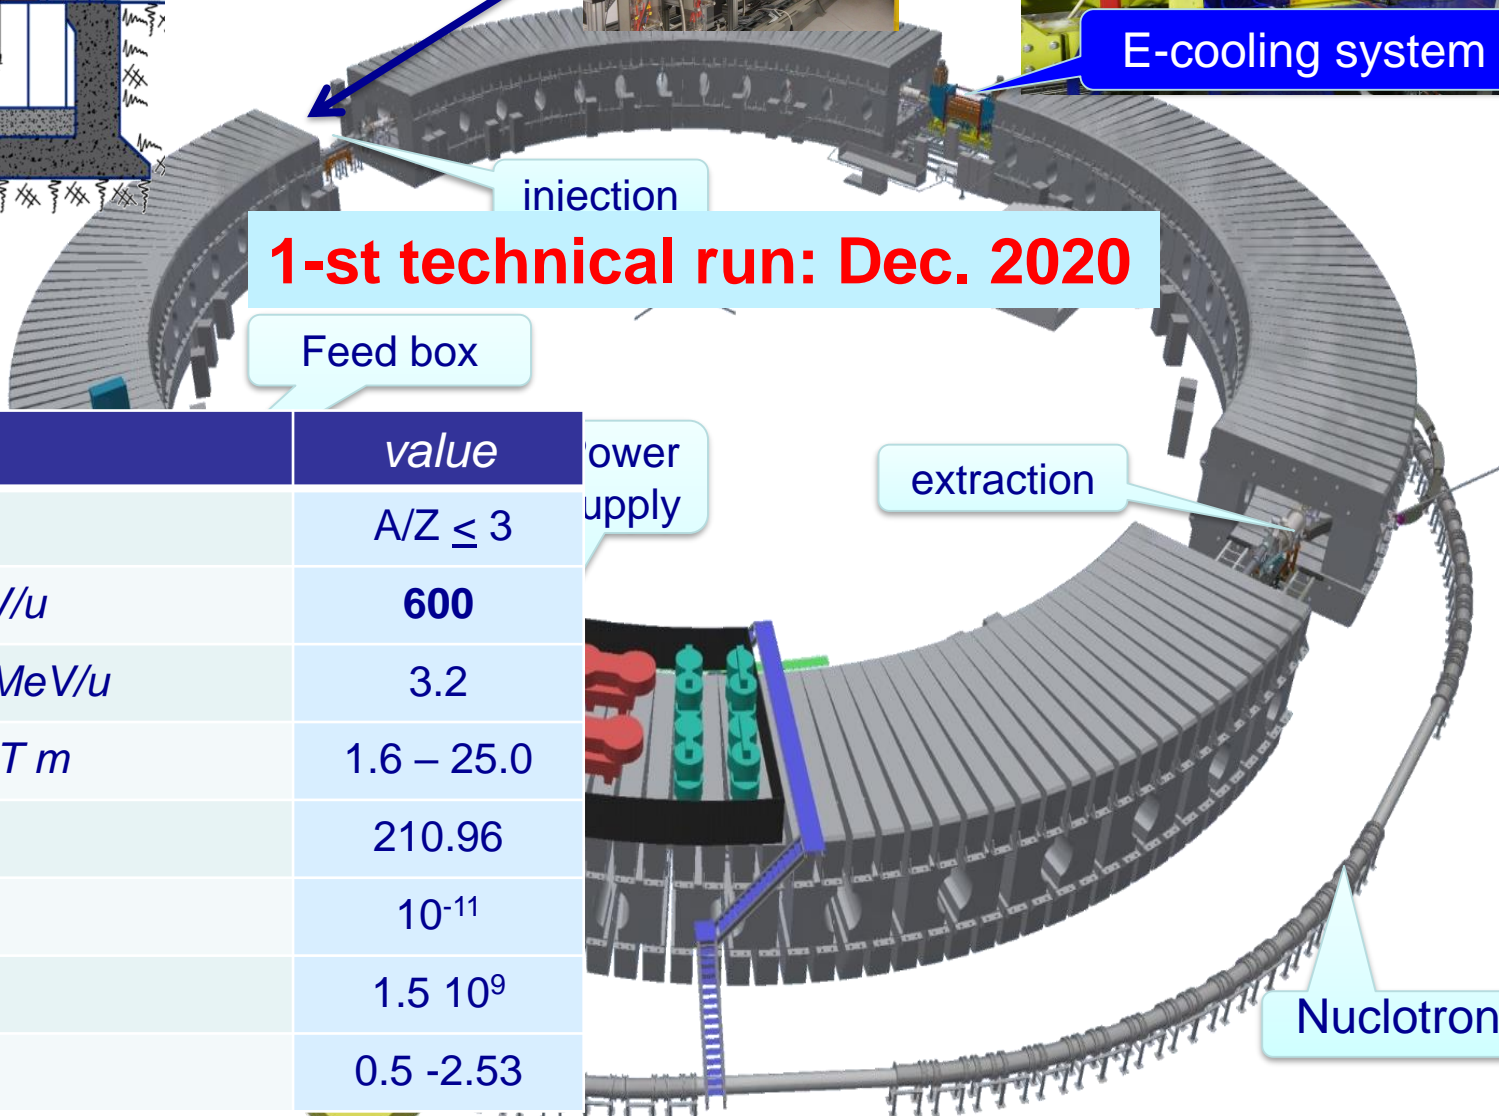 E-cooling system
injection
1-st technical run: Dec. 2020
Feed box
value
ower
upply
extraction
A/Z ≤ 3
V/u 600
MeV/u 3.2
T m 1.6 – 25.0
210.96
10⁻¹¹
1.5 10⁹
0.5 -2.53
Nuclotron